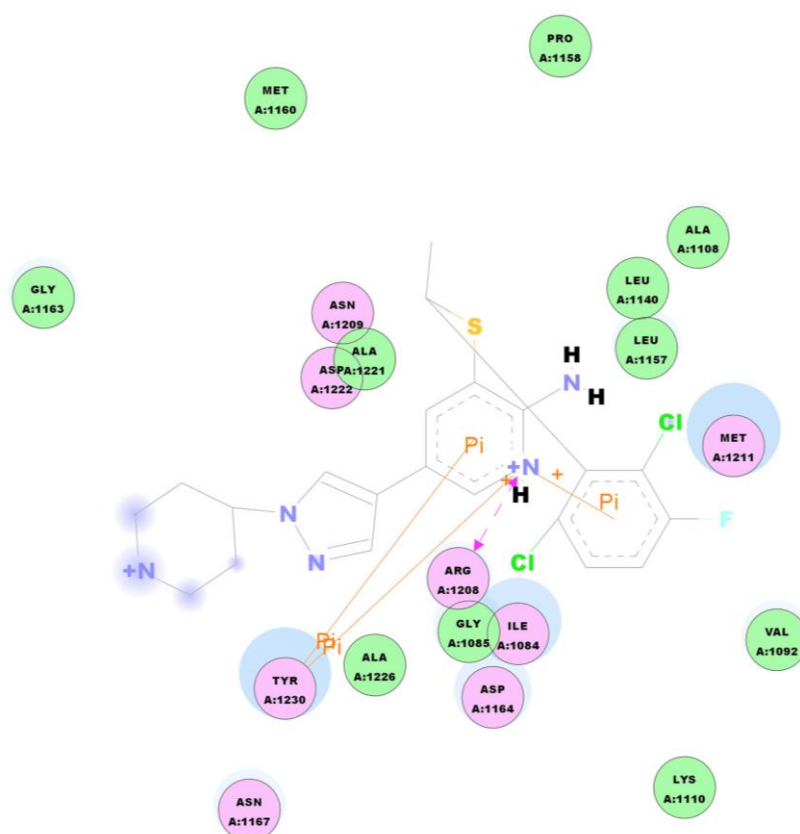 PRO
A:1158
MET
A:1160
ALA
A:1108
GLY
A:1163
LEU
A:1140
ASN
A:1209
S
LEU
A:1157
ALA
A:1221
ASP
A:1222
H
N
H
Cl
MET
A:1211
Pi
+N
+
+
H
Pi
F
N
N
Cl
+N
ARG
A:1208
GLY
A:1085
ILE
A:1084
Pi
Pi
VAL
A:1092
ALA
A:1226
TYR
A:1230
ASP
A:1164
LYS
A:1110
ASN
A:1167